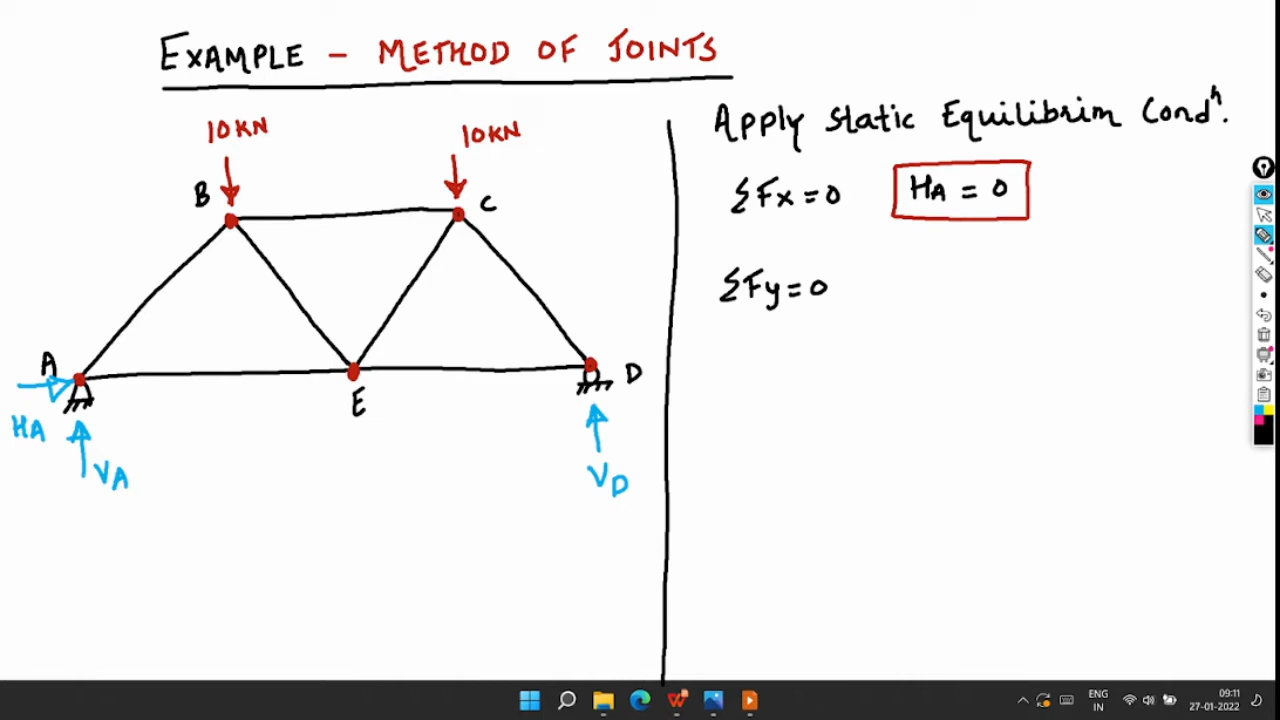 EXAMPLE - METHOD OF JOINTS
10KN
10KN
B
C
A
E
D
HA
VA
VD
Apply Static Equilibrim Condⁿ.
ΣFx=0
HA = 0
ΣFy=0
ENG
IN
09:11
27-01-2022